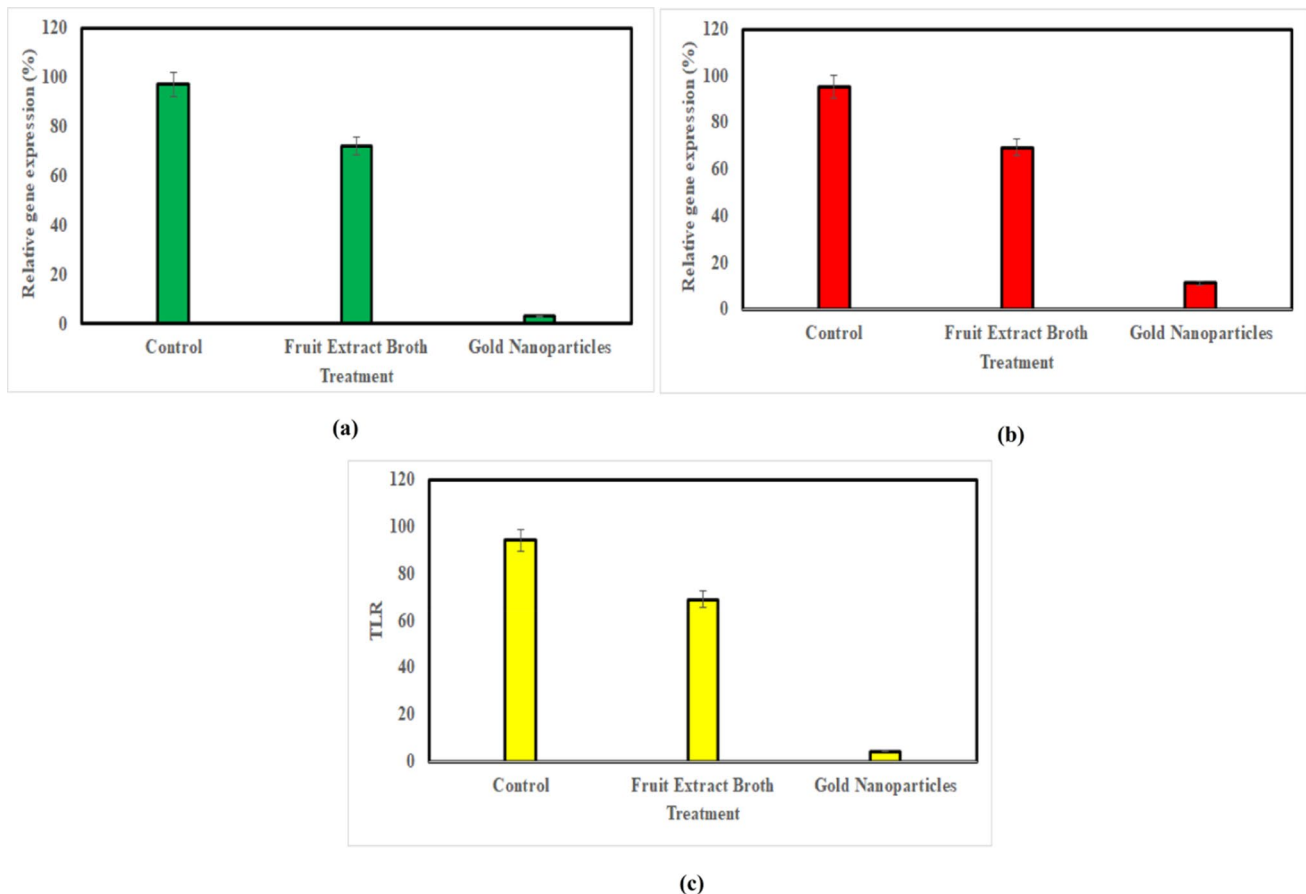 Relative gene expression (%)
120
100
80
60
40
20
0
Control
Fruit Extract Broth
Gold Nanoparticles
Treatment
(a)
Relative gene expression (%)
120
100
80
60
40
20
0
Control
Fruit Extract Broth
Gold Nanoparticles
Treatment
(b)
TLR
120
100
80
60
40
20
0
Control
Fruit Extract Broth
Gold Nanoparticles
Treatment
(c)